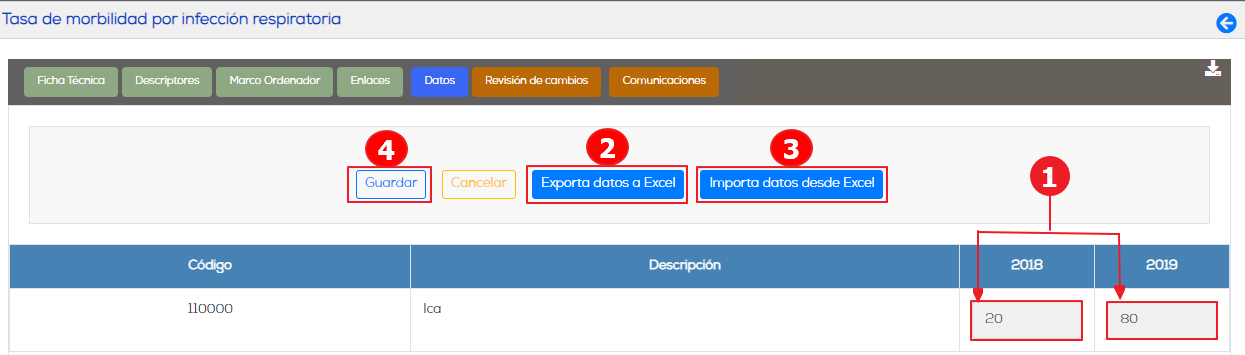 Tasa de morbilidad por infección respiratoria
Ficha Técnica Descriptores Marco Ordenador Enlaces Datos Revisión de cambios Comunicaciones
4 2 3 1
Guardar Cancelar Exporta datos a Excel Importa datos desde Excel
Código Descripción 2018 2019
110000 Ica 20 80